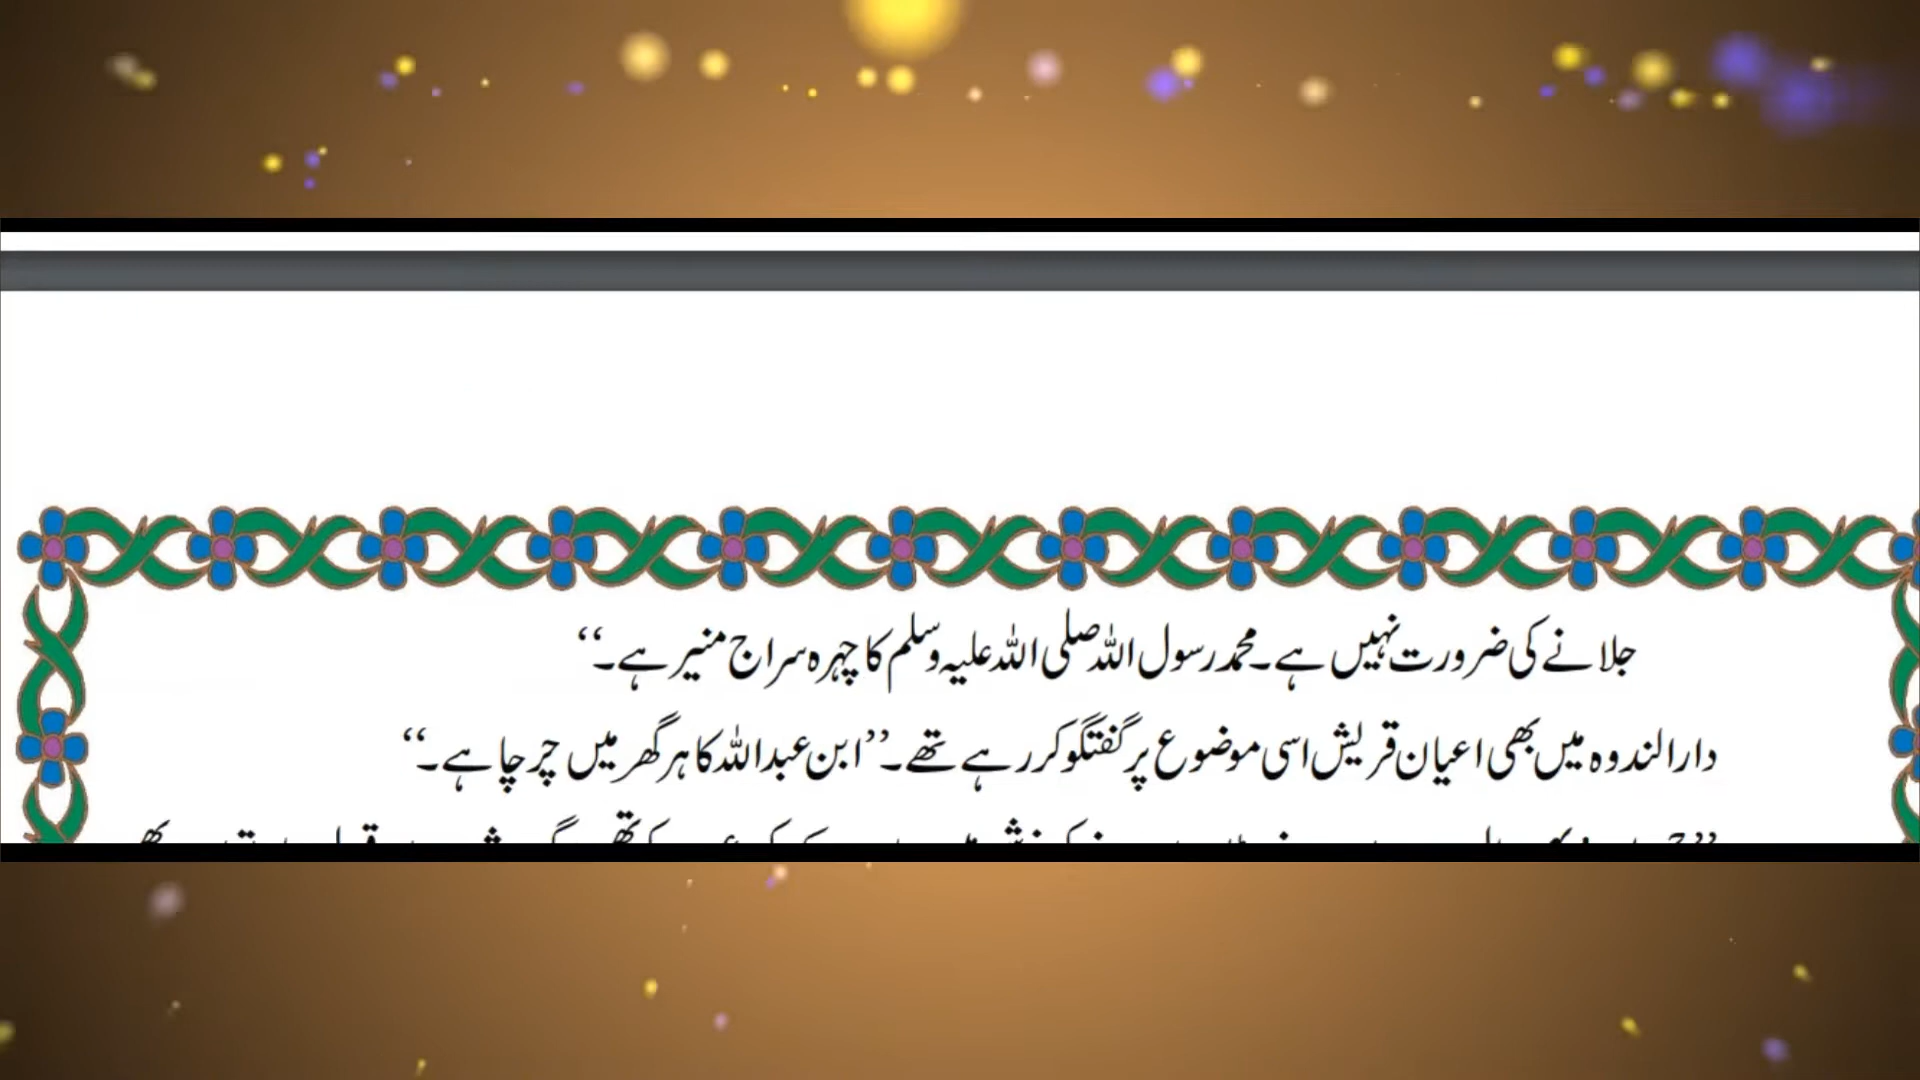 جلانے کی ضرورت نہیں ہے۔ محمد رسول اللہ صلی اللہ علیہ وسلم کا چہرہ سراج منیر ہے۔‘‘
دارالندوہ میں بھی اعیان قریش اسی موضوع پر گفتگو کر رہے تھے۔ ’’ابن عبداللہ کا ہر گھر میں چرچا ہے۔‘‘